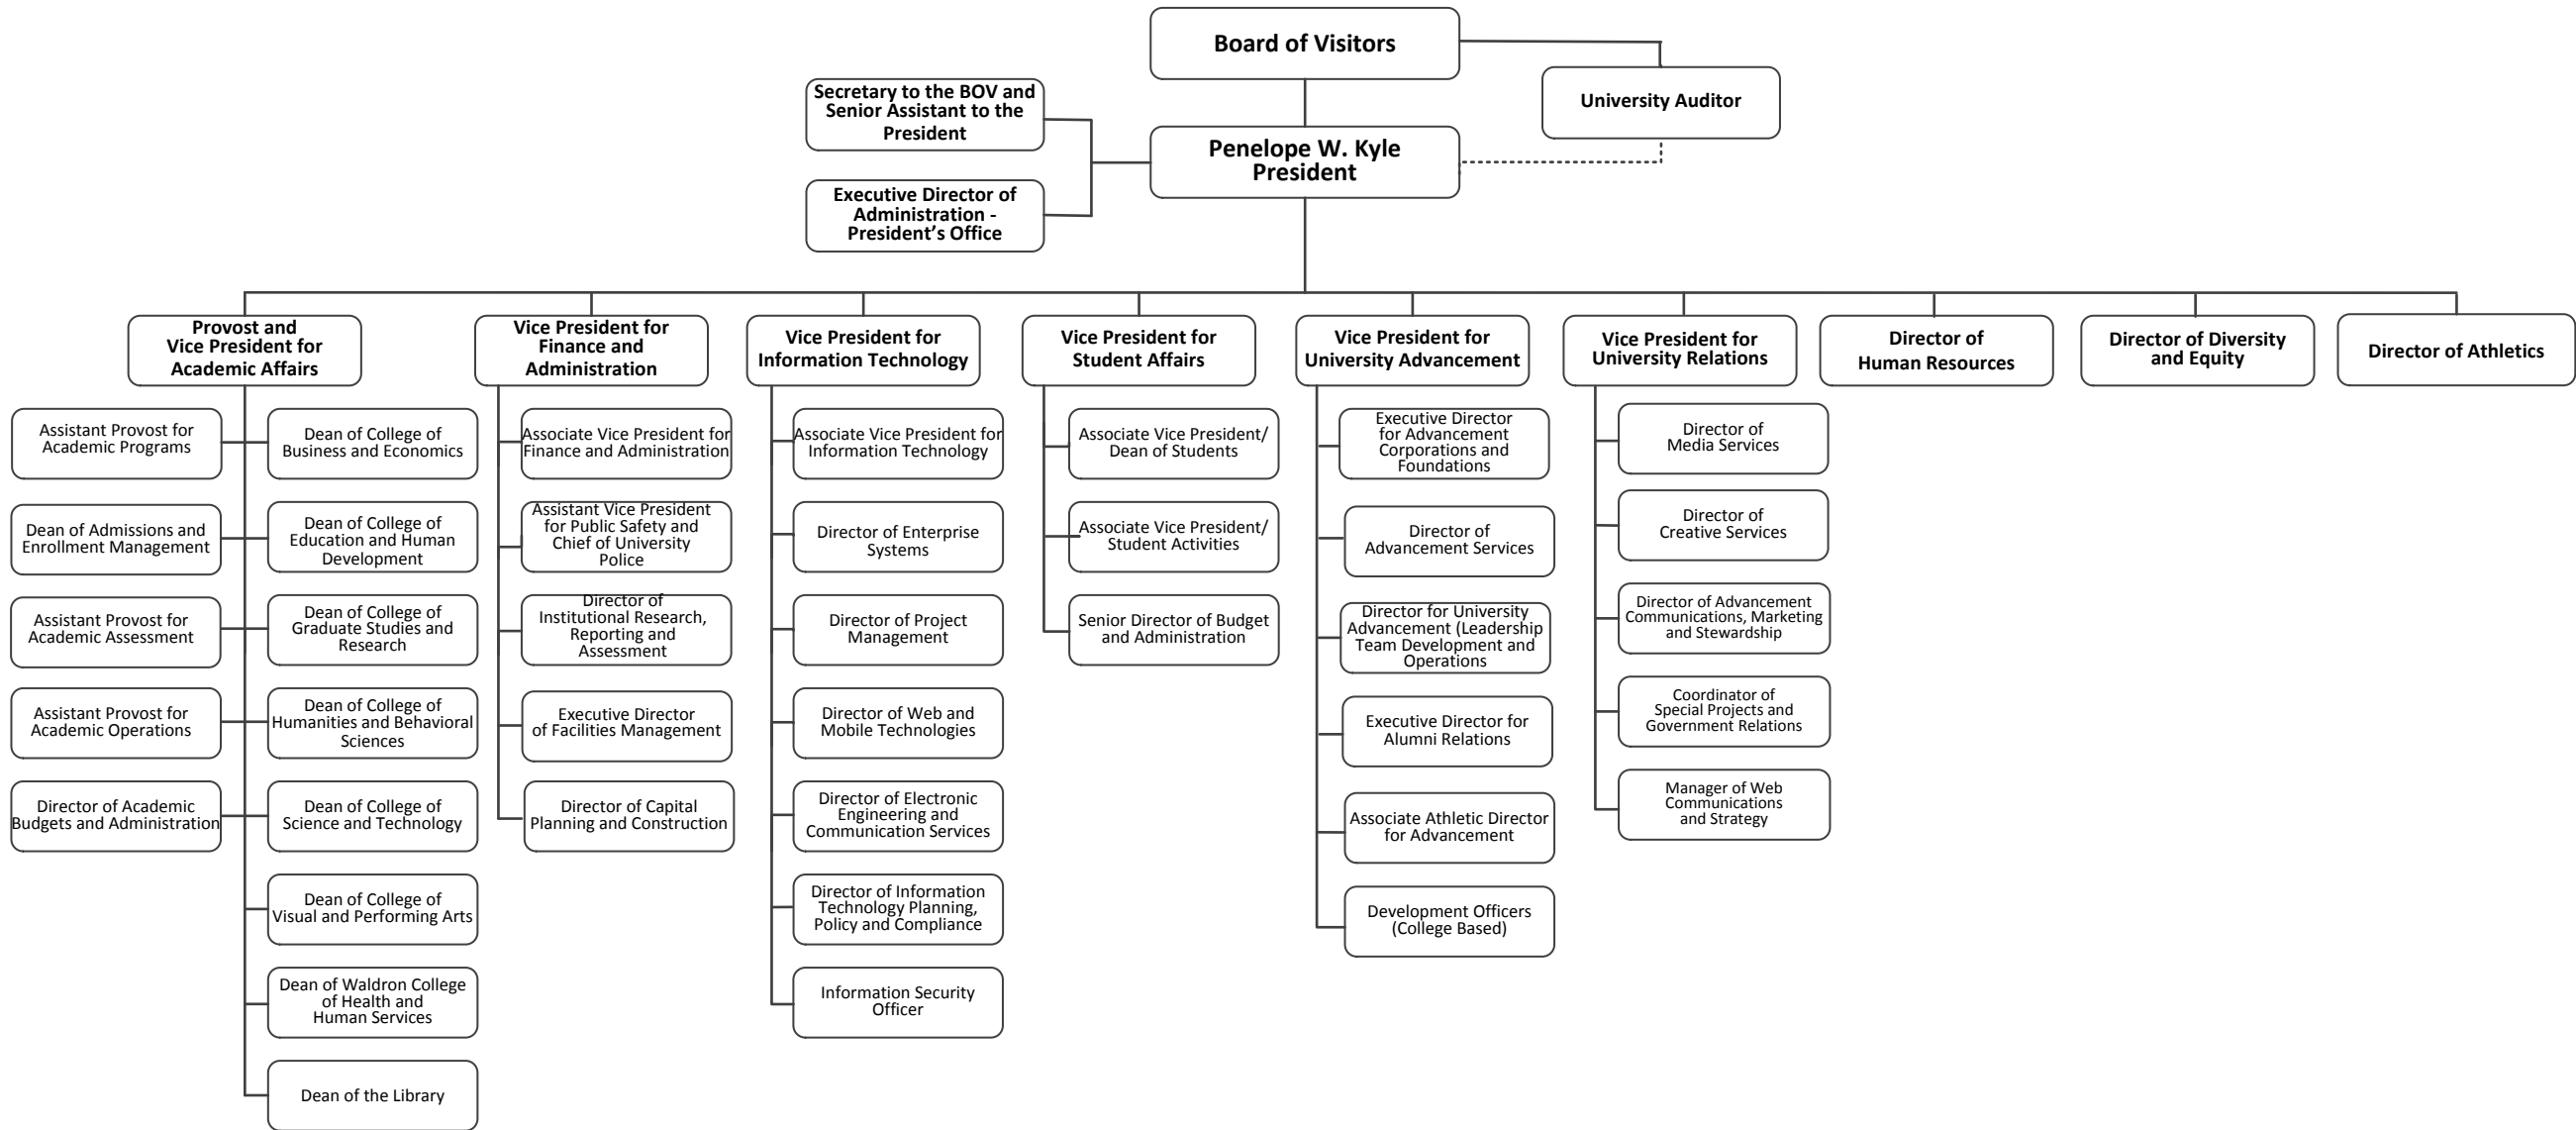 Board of Visitors
University Auditor
Secretary to the BOV and
Senior Assistant to the
President
Penelope W. Kyle
President
Executive Director of
Administration -
President’s Office
Provost and
Vice President for
Academic Affairs
Vice President for
Finance and
Administration
Vice President for
Information Technology
Vice President for
Student Affairs
Vice President for
University Advancement
Vice President for
University Relations
Director of
Human Resources
Director of Diversity
and Equity
Director of Athletics
Assistant Provost for
Academic Programs
Dean of Admissions and
Enrollment Management
Assistant Provost for
Academic Assessment
Assistant Provost for
Academic Operations
Director of Academic
Budgets and Administration
Dean of College of
Business and Economics
Dean of College of
Education and Human
Development
Dean of College of
Graduate Studies and
Research
Dean of College of
Humanities and Behavioral
Sciences
Dean of College of
Science and Technology
Dean of College of
Visual and Performing Arts
Dean of Waldron College
of Health and
Human Services
Dean of the Library
Associate Vice President for
Finance and Administration
Assistant Vice President
for Public Safety and
Chief of University
Police
Director of
Institutional Research,
Reporting and
Assessment
Executive Director
of Facilities Management
Director of Capital
Planning and Construction
Associate Vice President for
Information Technology
Director of Enterprise
Systems
Director of Project
Management
Director of Web and
Mobile Technologies
Director of Electronic
Engineering and
Communication Services
Director of Information
Technology Planning,
Policy and Compliance
Information Security
Officer
Associate Vice President/
Dean of Students
Associate Vice President/
Student Activities
Senior Director of Budget
and Administration
Executive Director
for Advancement
Corporations and
Foundations
Director of
Advancement Services
Director for University
Advancement (Leadership
Team Development and
Operations
Executive Director for
Alumni Relations
Associate Athletic Director
for Advancement
Development Officers
(College Based)
Director of
Media Services
Director of
Creative Services
Director of Advancement
Communications, Marketing
and Stewardship
Coordinator of
Special Projects and
Government Relations
Manager of Web
Communications
and Strategy